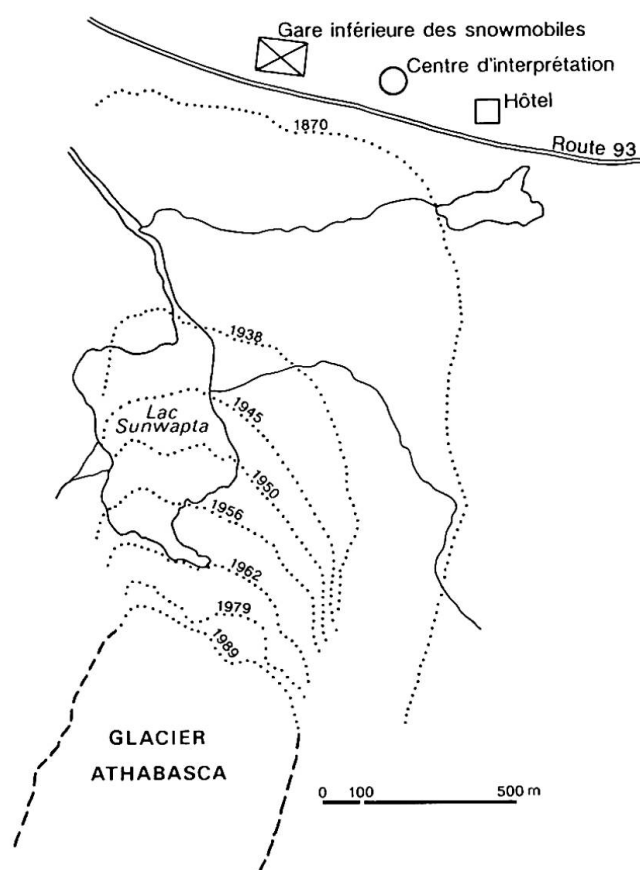 Gare inférieure des snowmobiles
Centre d'interprétation
Hôtel
Route 93
1870
1938
Lac
Sunwapta
1945
1950
1956
1962
1979
1989
GLACIER
ATHABASCA
0 100 500 m